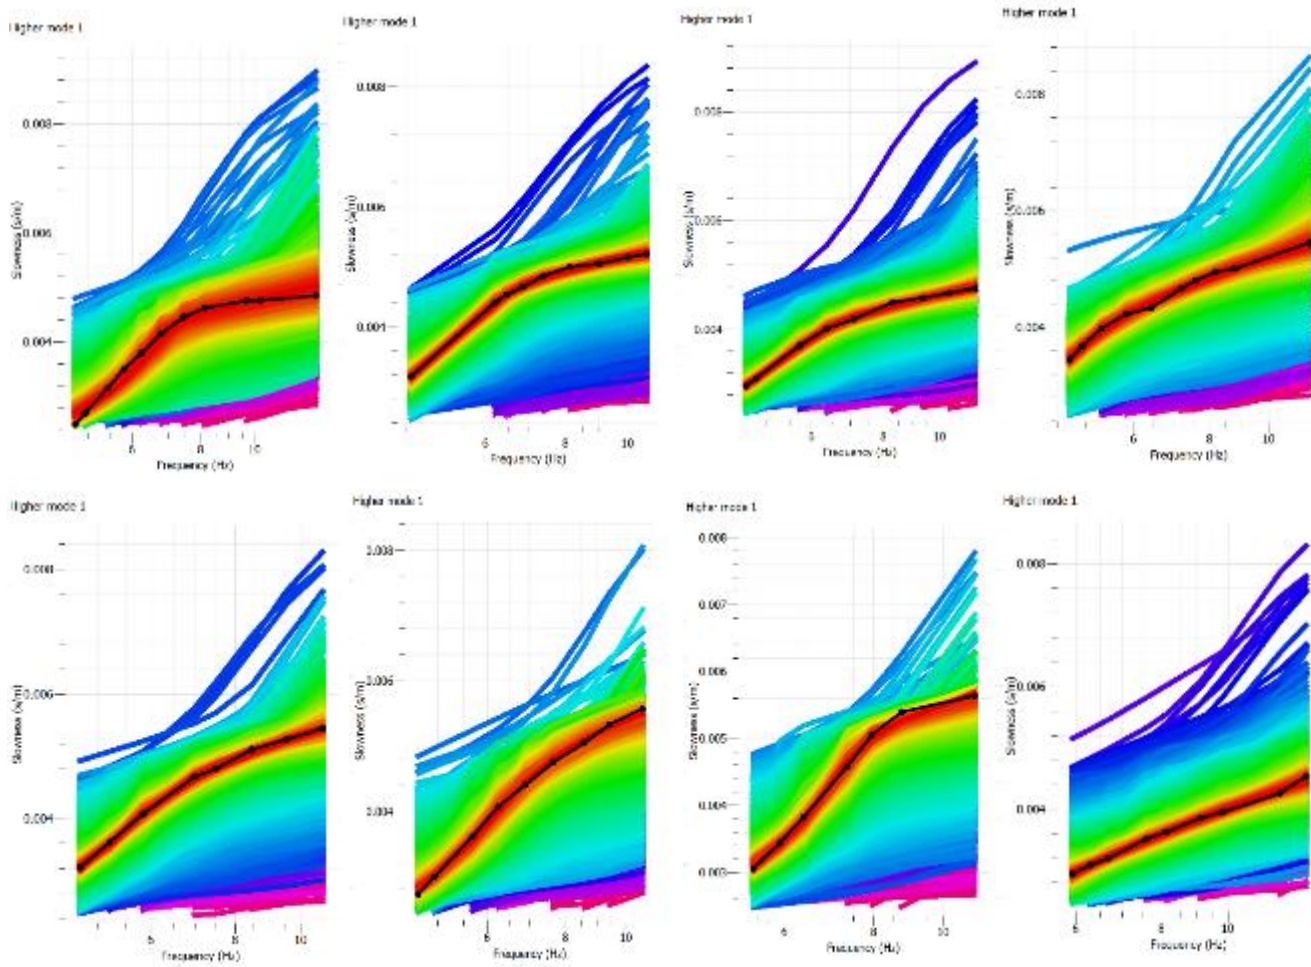 Higher mode 1
Slowness (s/m)
0.008
0.006
0.004
6 8 10
Frequency (Hz)
Higher mode 1
Slowness (s/m)
0.008
0.006
0.004
6 8 10
Frequency (Hz)
Higher mode 1
Slowness (s/m)
0.008
0.006
0.004
6 8 10
Frequency (Hz)
Higher mode 1
Slowness (s/m)
0.008
0.006
0.004
6 8 10
Frequency (Hz)
Higher mode 1
Slowness (s/m)
0.008
0.006
0.004
6 8 10
Frequency (Hz)
Higher mode 1
Slowness (s/m)
0.008
0.006
0.004
6 8 10
Frequency (Hz)
Higher mode 1
Slowness (s/m)
0.008
0.007
0.006
0.005
0.004
0.003
6 8 10
Frequency (Hz)
Higher mode 1
Slowness (s/m)
0.008
0.006
0.004
6 8 10
Frequency (Hz)